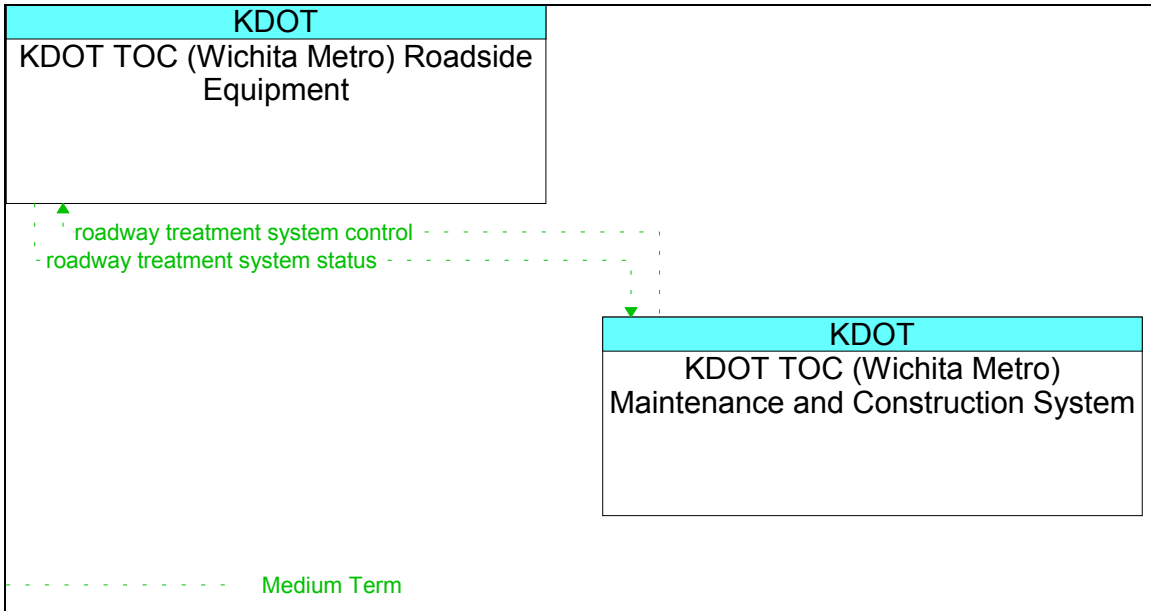 KDOT
KDOT TOC (Wichita Metro) Roadside
Equipment
roadway treatment system control
roadway treatment system status
KDOT
KDOT TOC (Wichita Metro)
Maintenance and Construction System
Medium Term